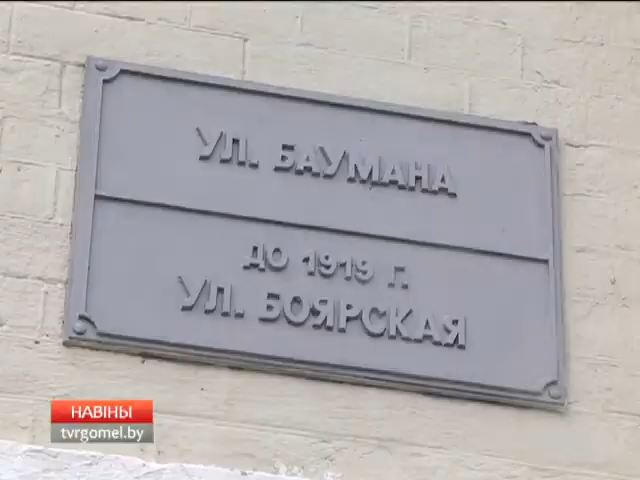 УЛ. БАУМАНА
ДО 1919 Г.
УЛ. БОЯРСКАЯ
НАВІНЫ
tvrgomel.by